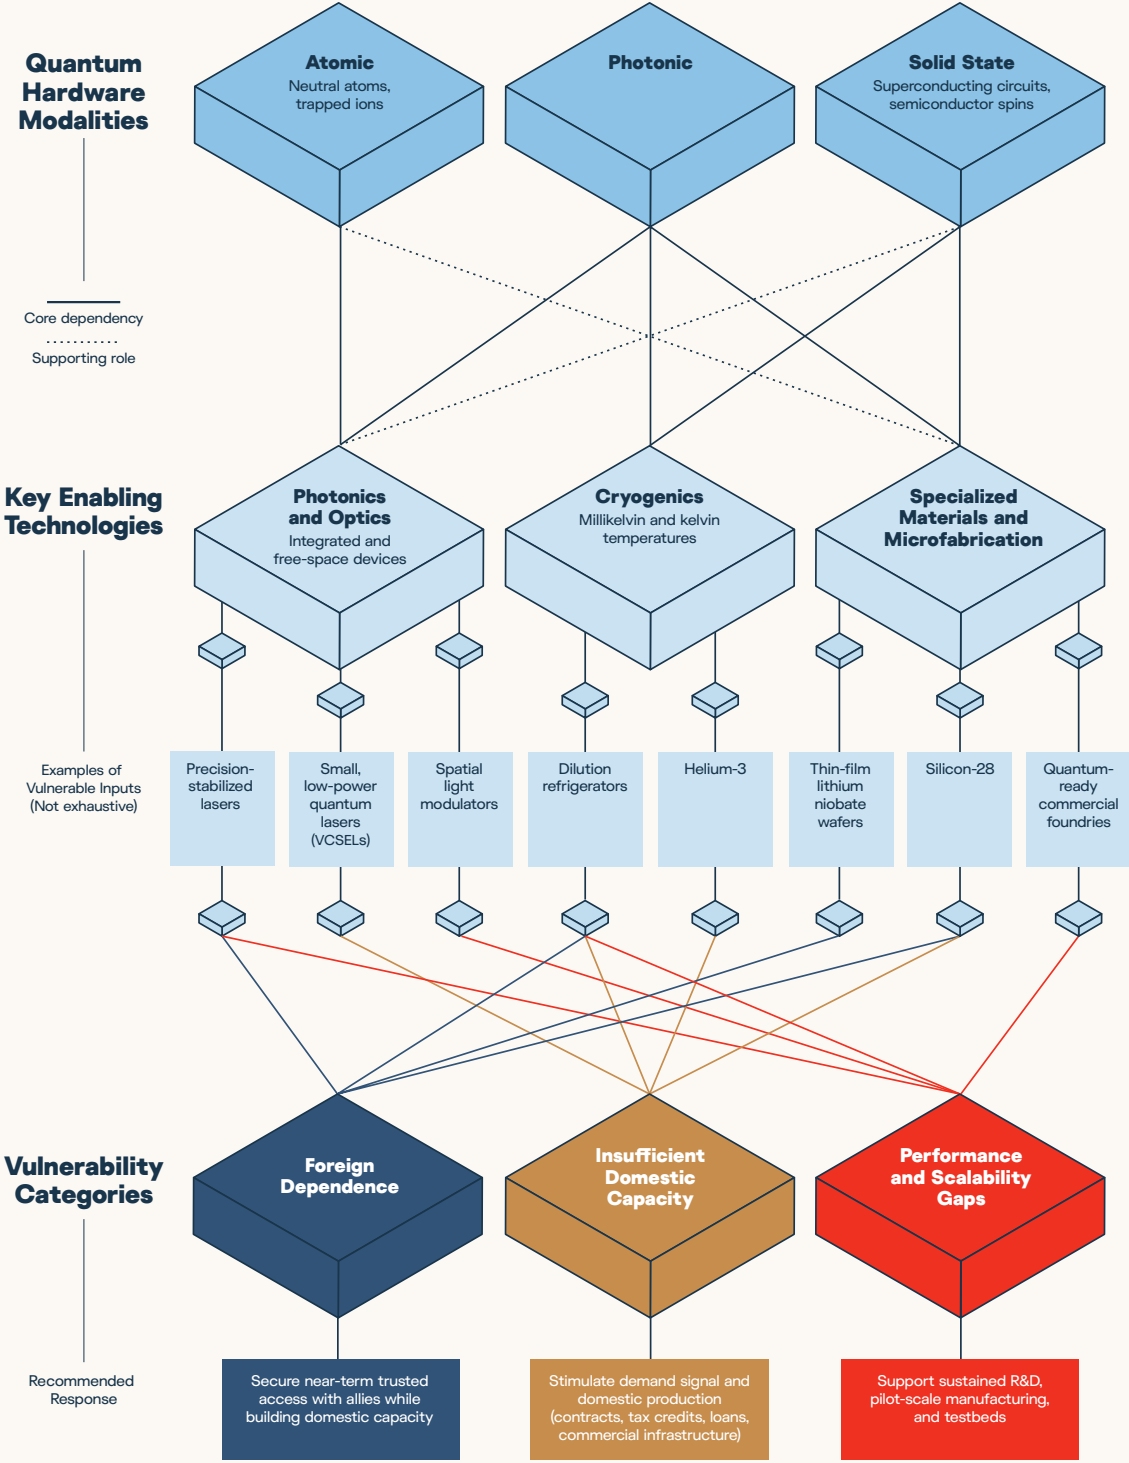 Quantum
Hardware
Modalities
Atomic
Neutral atoms,
trapped ions
Photonic
Solid State
Superconducting circuits,
semiconductor spins
Core dependency
Supporting role
Key Enabling
Technologies
Photonics
and Optics
Integrated and
free-space devices
Cryogenics
Millikelvin and kelvin
temperatures
Specialized
Materials and
Microfabrication
Examples of
Vulnerable Inputs
(Not exhaustive)
Precision-
stabilized
lasers
Small,
low-power
quantum
lasers
(VCSELs)
Spatial
light
modulators
Dilution
refrigerators
Helium-3
Thin-film
lithium
niobate
wafers
Silicon-28
Quantum-
ready
commercial
foundries
Vulnerability
Categories
Foreign
Dependence
Insufficient
Domestic
Capacity
Performance
and Scalability
Gaps
Recommended
Response
Secure near-term trusted
access with allies while
building domestic capacity
Stimulate demand signal and
domestic production
(contracts, tax credits, loans,
commercial infrastructure)
Support sustained R&D,
pilot-scale manufacturing,
and testbeds